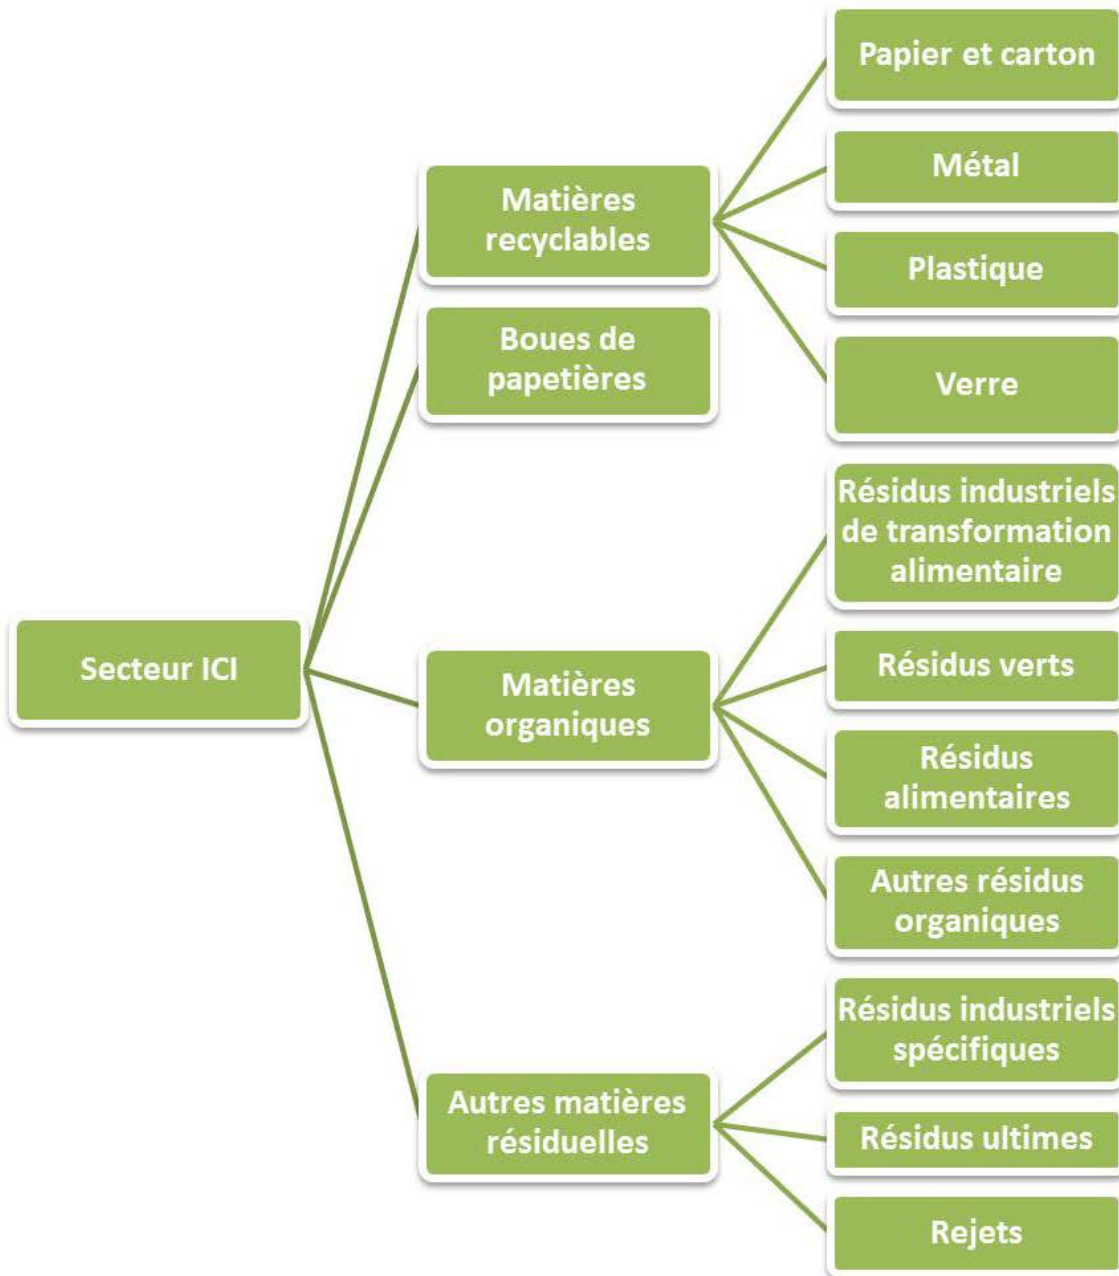 Secteur ICI
Matières
recyclables
Papier et carton
Métal
Plastique
Verre
Boues de
papetières
Matières
organiques
Résidus industriels
de transformation
alimentaire
Résidus verts
Résidus
alimentaires
Autres résidus
organiques
Autres matières
résiduelles
Résidus industriels
spécifiques
Résidus ultimes
Rejets